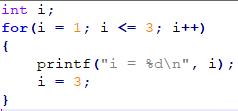 int i;
for(i = 1; i <= 3; i++)
{
    printf("i = %d\n", i);
    i = 3;
}